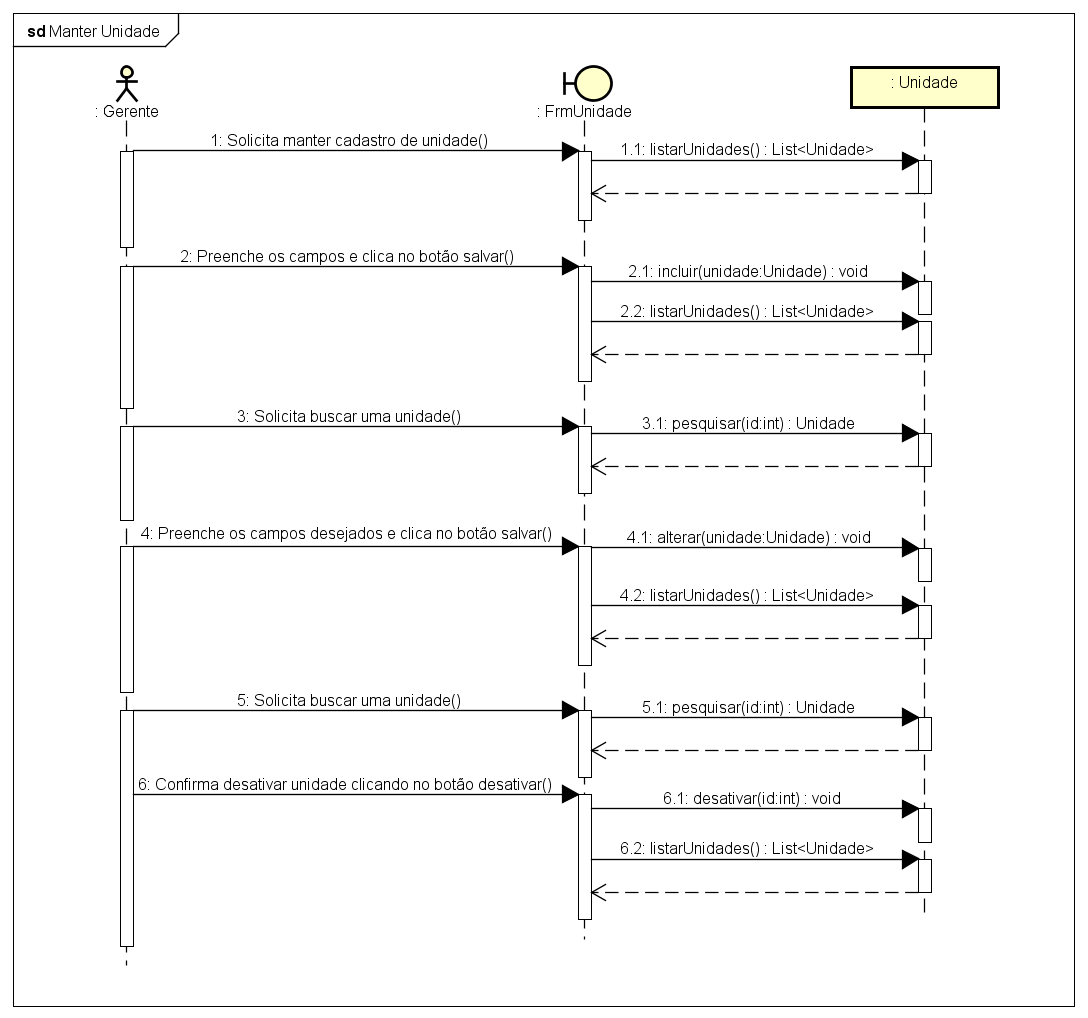 sd Manter Unidade
: Gerente
: FrmUnidade
: Unidade
1: Solicita manter cadastro de unidade()
1.1: listarUnidades() : List<Unidade>
2: Preenche os campos e clica no botão salvar()
2.1: incluir(unidade:Unidade) : void
2.2: listarUnidades() : List<Unidade>
3: Solicita buscar uma unidade()
3.1: pesquisar(id:int) : Unidade
4: Preenche os campos desejados e clica no botão salvar()
4.1: alterar(unidade:Unidade) : void
4.2: listarUnidades() : List<Unidade>
5: Solicita buscar uma unidade()
5.1: pesquisar(id:int) : Unidade
6: Confirma desativar unidade clicando no botão desativar()
6.1: desativar(id:int) : void
6.2: listarUnidades() : List<Unidade>